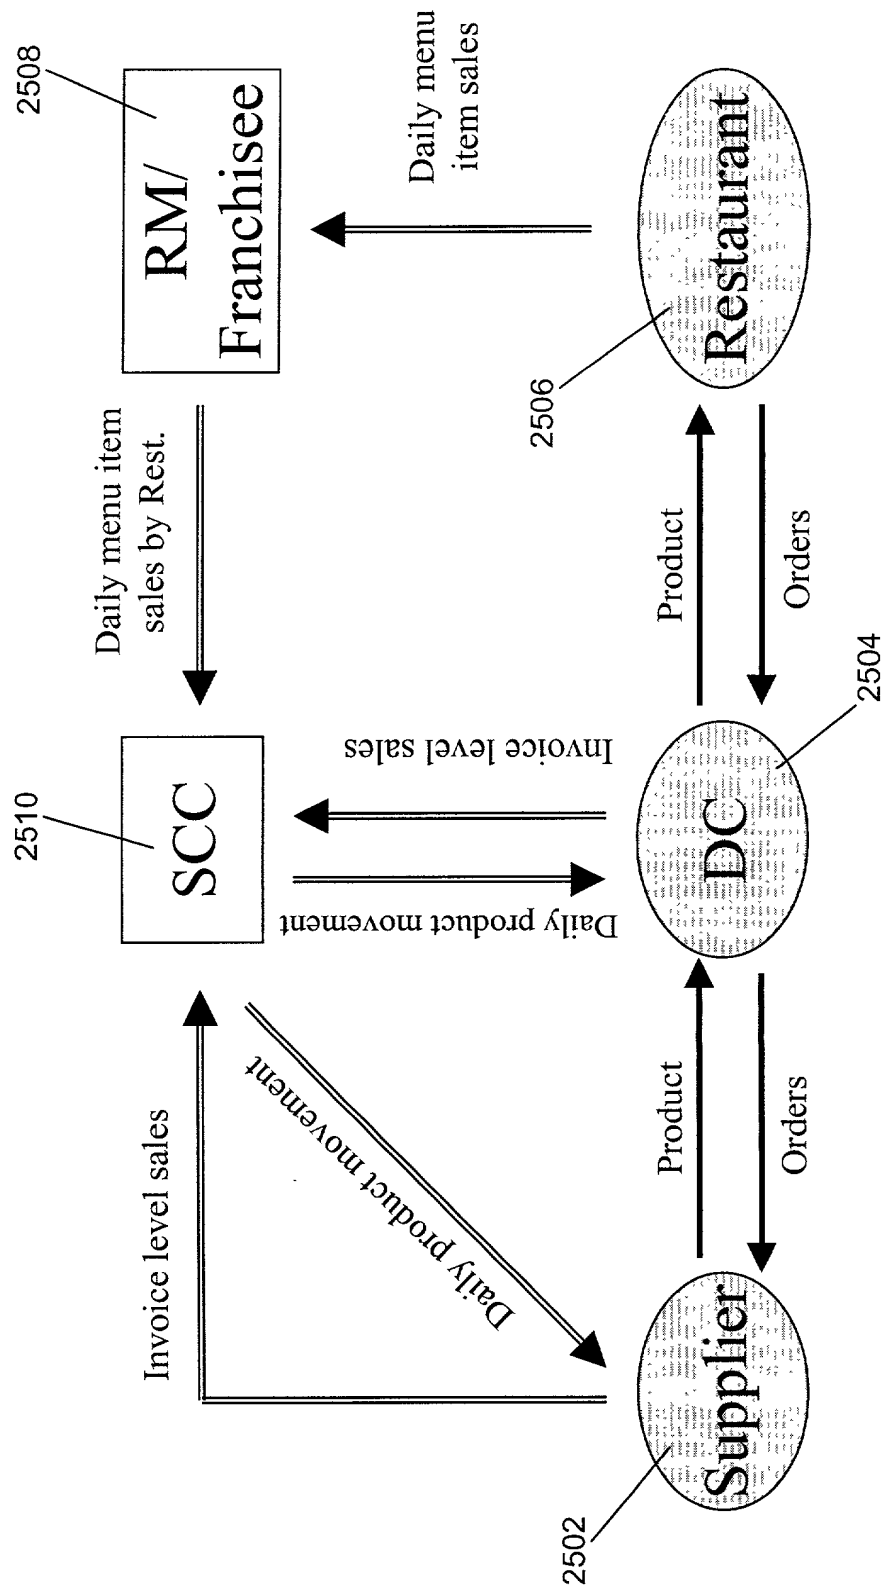 2510
2508
SCC
RM/
Franchisee
Daily menu item
sales by Rest.
Invoice level sales
Daily product movement
Daily product movement
Invoice level sales
Daily menu
item sales
2502
Supplier
Product
Orders
DC
2504
Product
Orders
2506
Restaurant